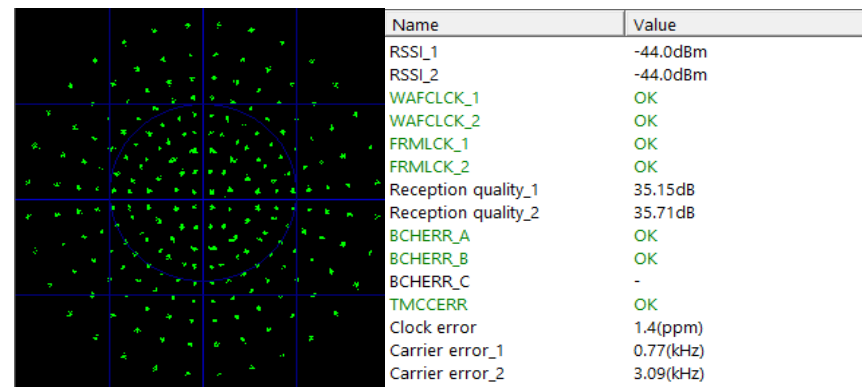 Name Value
RSSI_1 -44.0dBm
RSSI_2 -44.0dBm
WAFCLCK_1 OK
WAFCLCK_2 OK
FRMLCK_1 OK
FRMLCK_2 OK
Reception quality_1 35.15dB
Reception quality_2 35.71dB
BCHERR_A OK
BCHERR_B OK
BCHERR_C -
TMCCERR OK
Clock error 1.4(ppm)
Carrier error_1 0.77(kHz)
Carrier error_2 3.09(kHz)